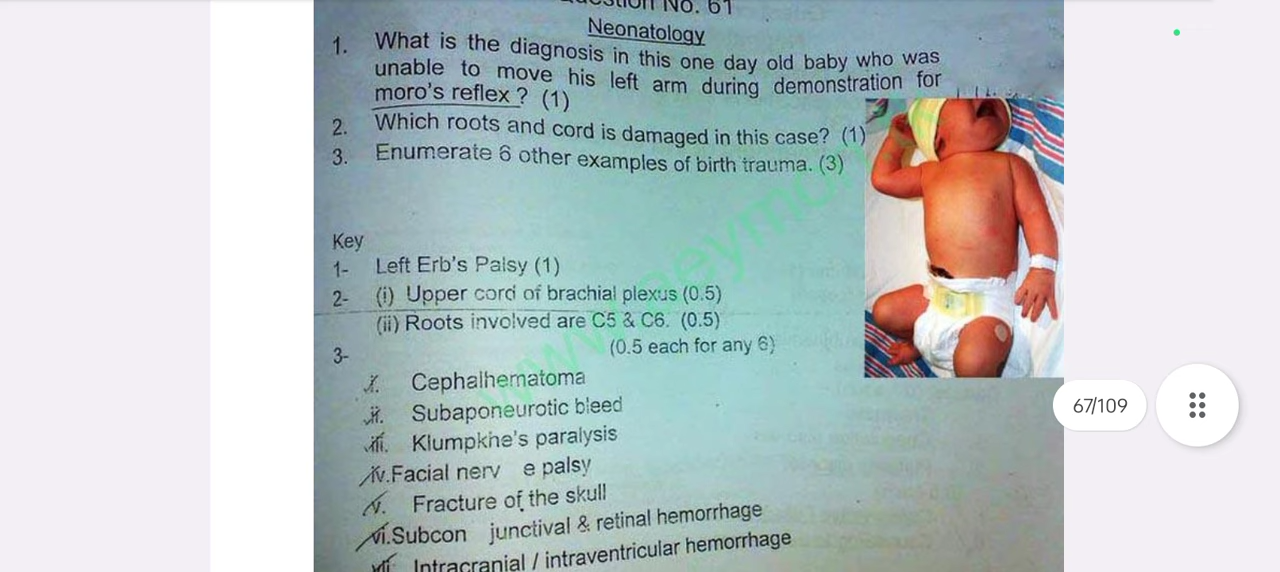 Question No. 61
Neonatology
1. What is the diagnosis in this one day old baby who was
unable to move his left arm during demonstration for
moro's reflex ? (1)
2. Which roots and cord is damaged in this case? (1)
3. Enumerate 6 other examples of birth trauma. (3)
Key
1- Left Erb's Palsy (1)
2- (i) Upper cord of brachial plexus (0.5)
(ii) Roots involved are C5 & C6. (0.5)
3- (0.5 each for any 6)
i. Cephalhematoma
ii. Subaponeurotic bleed
iii. Klumpkhe's paralysis
iv.Facial nerv e palsy
v. Fracture of the skull
vi.Subcon junctival & retinal hemorrhage
vii Intracranial / intraventricular hemorrhage
67/109